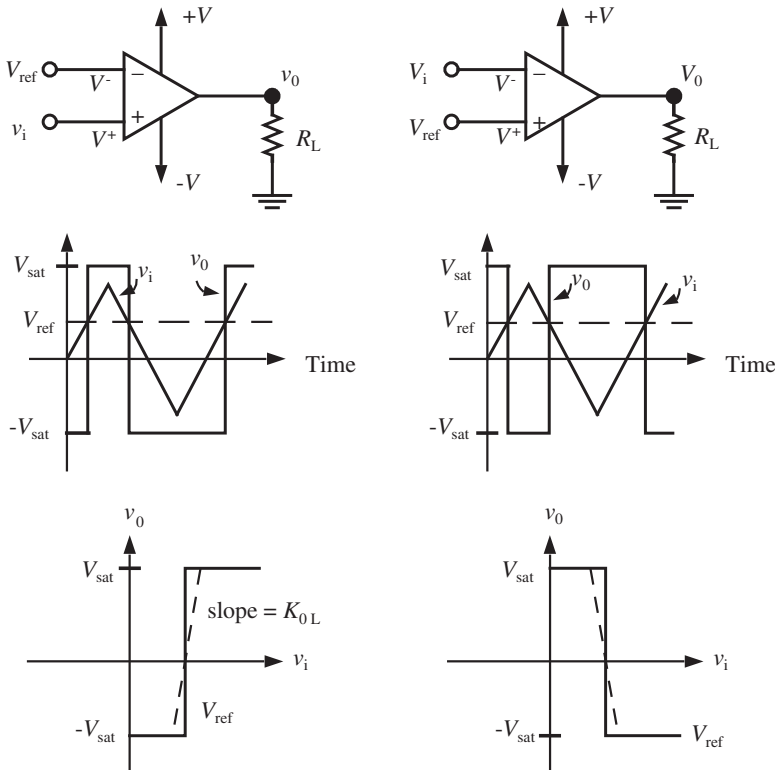 +V
V_ref
V^-
−
v_0
v_i
V^+
+
R_L
-V
+V
V_i
V^-
−
V_0
V_ref
V^+
+
R_L
-V
V_sat
v_i
v_0
V_ref
Time
-V_sat
V_sat
v_0
v_i
V_ref
Time
-V_sat
v_0
V_sat
slope = K_0 L
v_i
V_ref
-V_sat
v_0
V_sat
v_i
-V_sat
V_ref